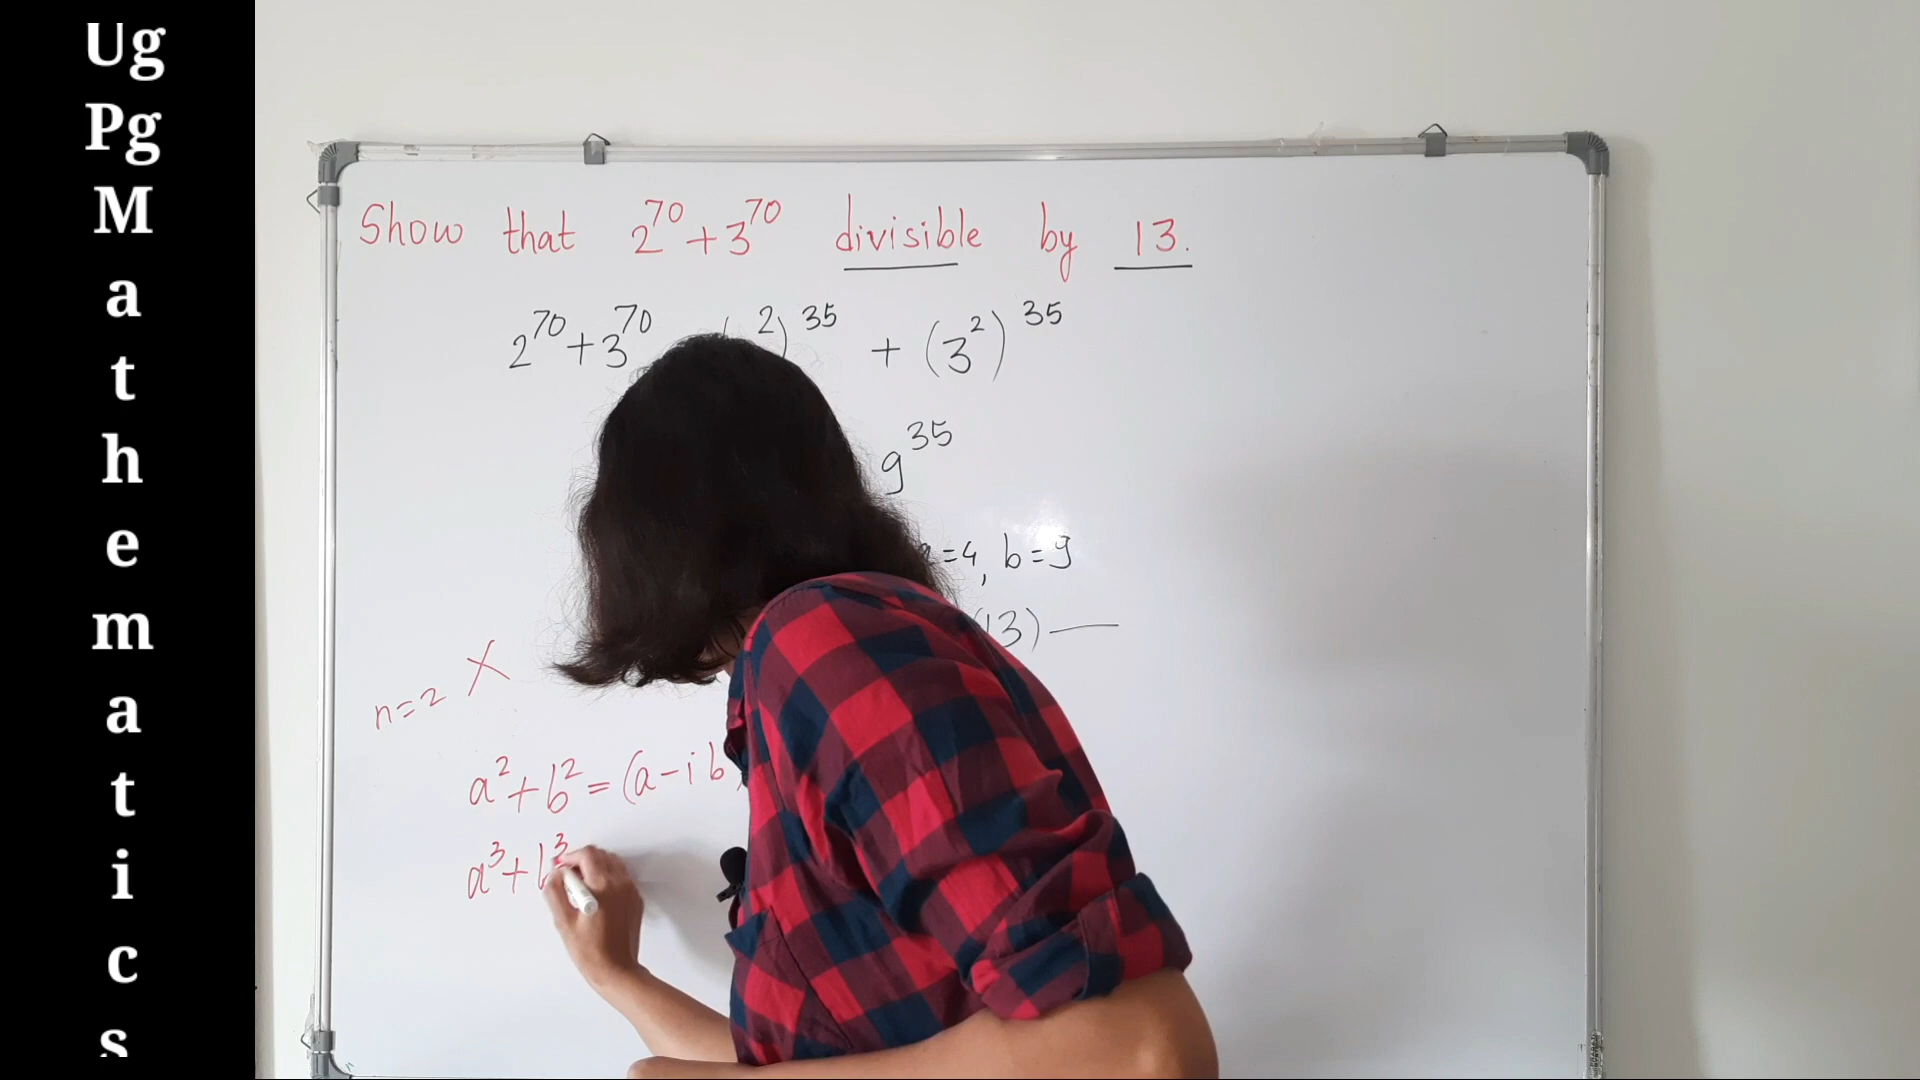 Ug
Pg
M
a
t
h
e
m
a
t
i
c
s
Show that 2^70 + 3^70 divisible by 13.
2^70 + 3^70 2)^35 + (3^2)^35
9^35
=4, b=9
(13)—
n=2 X
a^2+b^2 = (a-ib
a^3+b^3